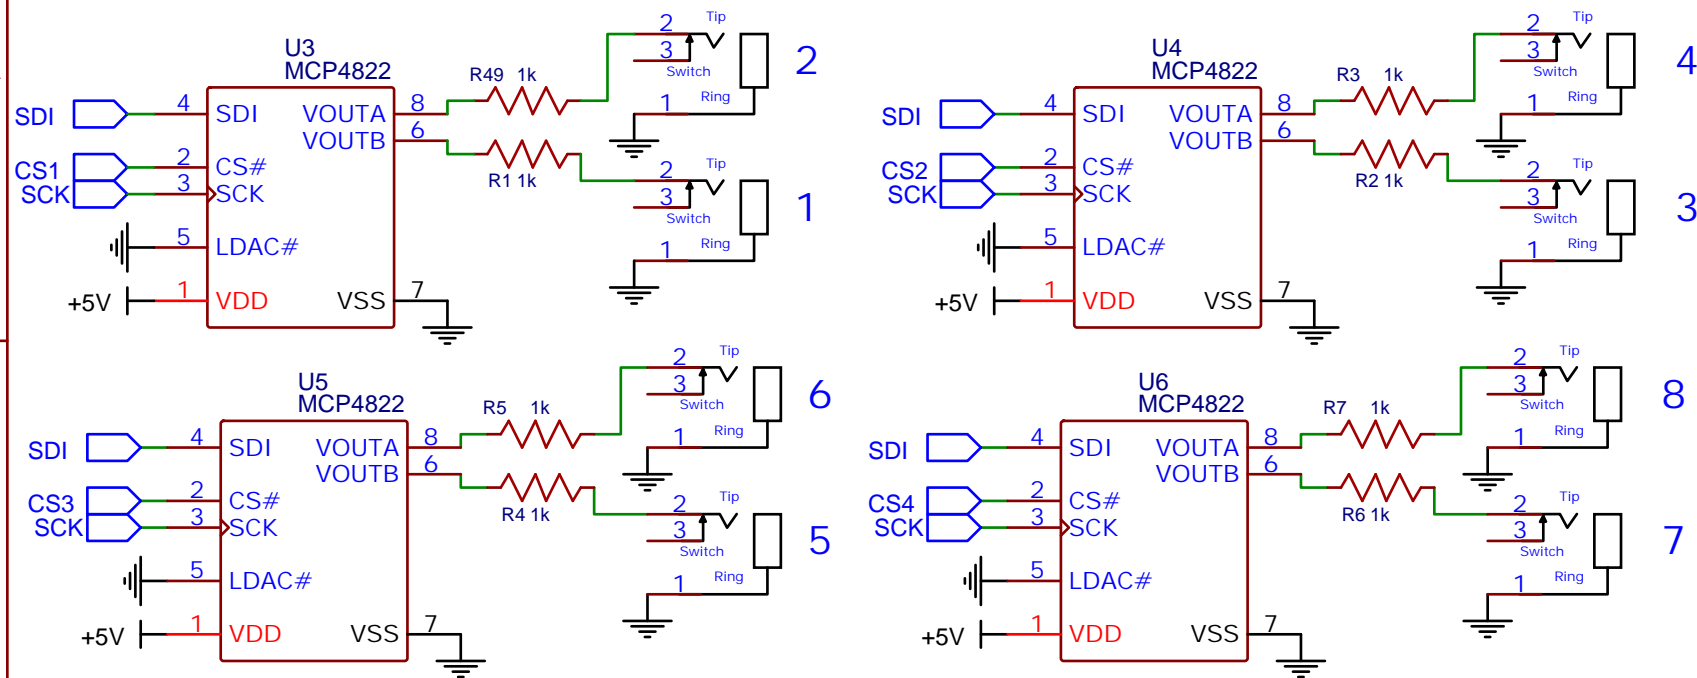 U3
MCP4822
SDI
4
SDI
VOUTA
8
VOUTB
6
CS1
2
CS#
SCK
3
SCK
5
LDAC#
+5V
1
VDD
VSS
7
R49 1k
R1 1k
2
Tip
3
Switch
1
Ring
2
2
Tip
3
Switch
1
Ring
1
U4
MCP4822
SDI
4
SDI
VOUTA
8
VOUTB
6
CS2
2
CS#
SCK
3
SCK
5
LDAC#
+5V
1
VDD
VSS
7
R3 1k
R2 1k
2
Tip
3
Switch
1
Ring
4
2
Tip
3
Switch
1
Ring
3
U5
MCP4822
SDI
4
SDI
VOUTA
8
VOUTB
6
CS3
2
CS#
SCK
3
SCK
5
LDAC#
+5V
1
VDD
VSS
7
R5 1k
R4 1k
2
Tip
3
Switch
1
Ring
6
2
Tip
3
Switch
1
Ring
5
U6
MCP4822
SDI
4
SDI
VOUTA
8
VOUTB
6
CS4
2
CS#
SCK
3
SCK
5
LDAC#
+5V
1
VDD
VSS
7
R7 1k
R6 1k
2
Tip
3
Switch
1
Ring
8
2
Tip
3
Switch
1
Ring
7